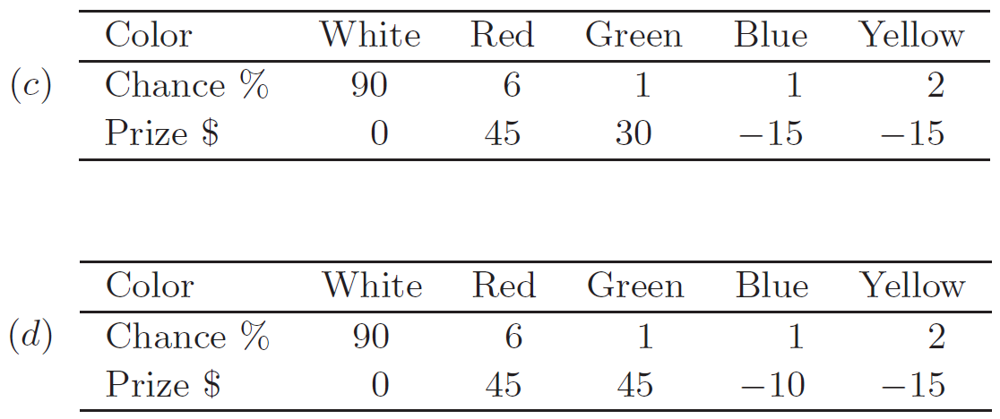 Color White Red Green Blue Yellow
(c) Chance % 90 6 1 1 2
Prize $ 0 45 30 −15 −15
Color White Red Green Blue Yellow
(d) Chance % 90 6 1 1 2
Prize $ 0 45 45 −10 −15